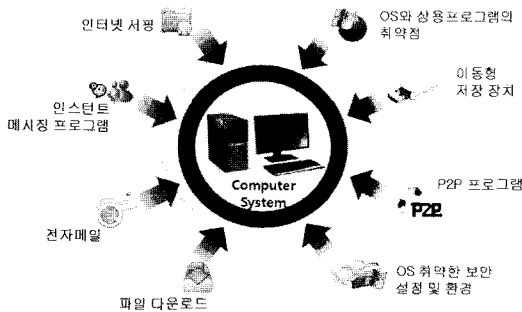 인터넷 서핑
OS와 상용프로그램의
취약점
인스턴트
메시징 프로그램
이동형
저장 장치
Computer
System
P2P 프로그램
P2P
전자메일
OS 취약한 보안
설정 및 환경
파일 다운로드